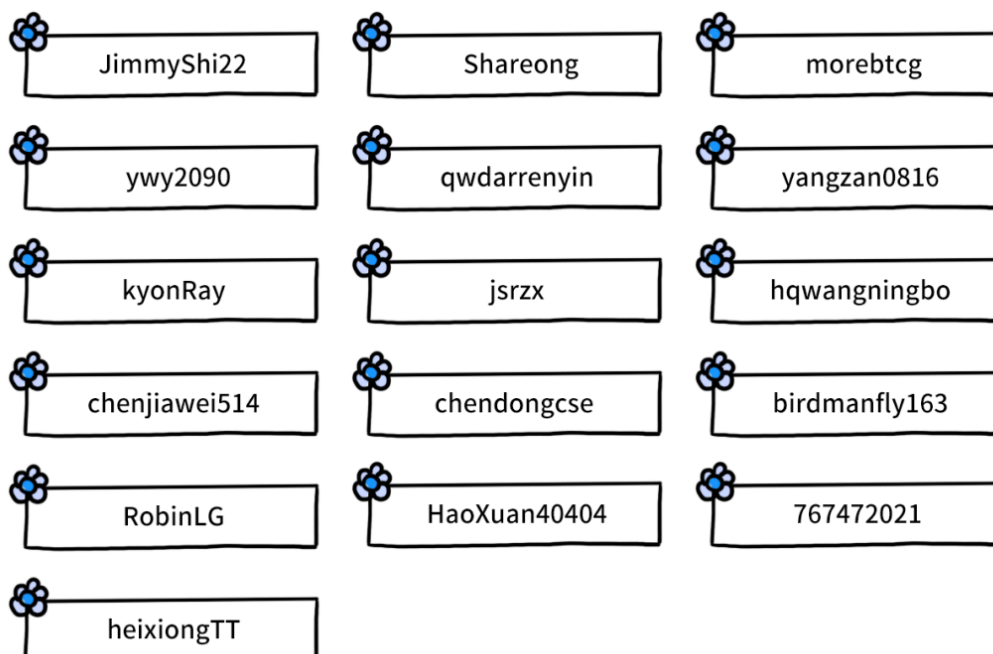 JimmyShi22
Shareong
morebtcg
ywy2090
qwdarrenyin
yangzan0816
kyonRay
jsrzx
hqwangningbo
chenjiawei514
chendongcse
birdmanfly163
RobinLG
HaoXuan40404
767472021
heixiongTT